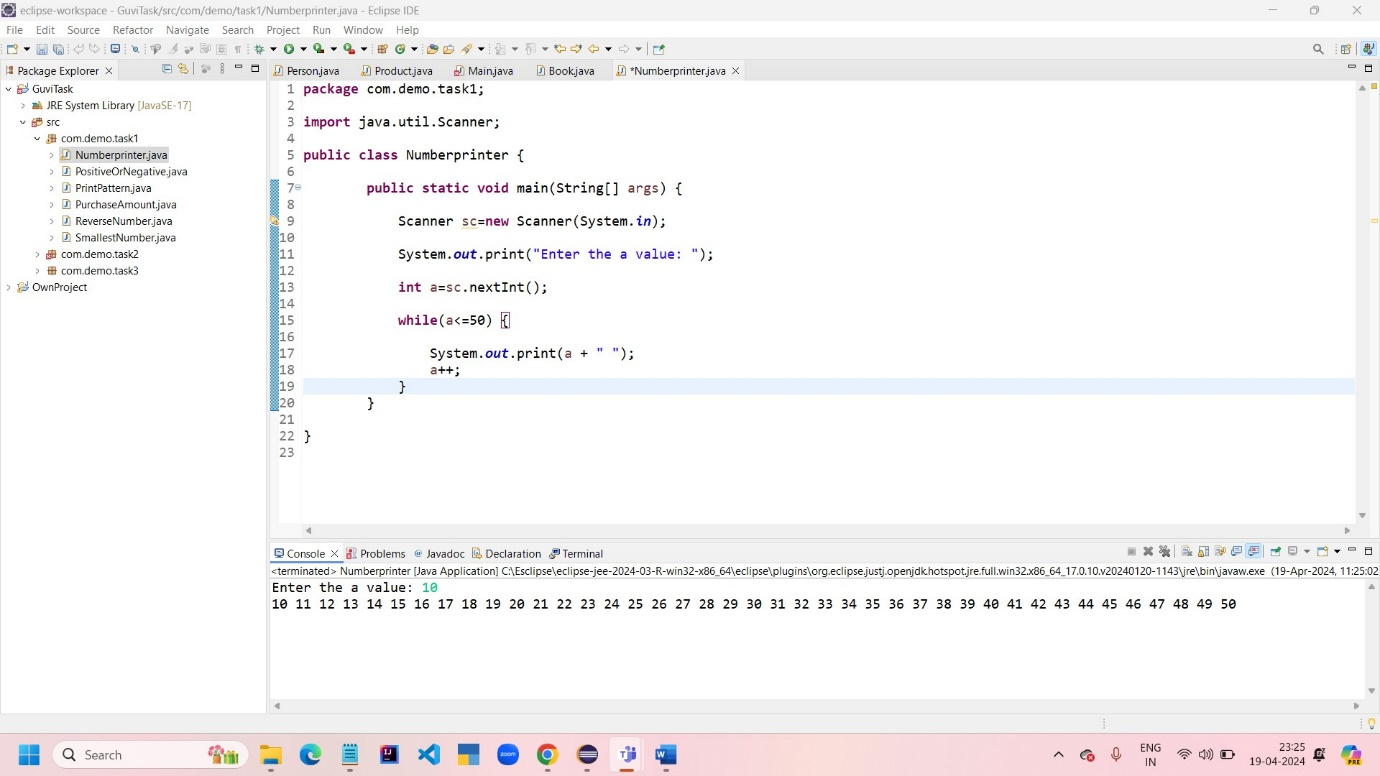 eclipse-workspace - GuviTask/src/com/demo/task1/Numberprinter.java - Eclipse IDE
File Edit Source Refactor Navigate Search Project Run Window Help
Package Explorer
GuviTask
JRE System Library [JavaSE-17]
src
com.demo.task1
Numberprinter.java
PositiveOrNegative.java
PrintPattern.java
PurchaseAmount.java
ReverseNumber.java
SmallestNumber.java
com.demo.task2
com.demo.task3
OwnProject
Person.java Product.java Main.java Book.java *Numberprinter.java
1 package com.demo.task1;
2
3 import java.util.Scanner;
4
5 public class Numberprinter {
6
7 public static void main(String[] args) {
8
9 Scanner sc=new Scanner(System.in);
10
11 System.out.print("Enter the a value: ");
12
13 int a=sc.nextInt();
14
15 while(a<=50) {
16
17 System.out.print(a + " ");
18 a++;
19 }
20 }
21
22 }
23
Console Problems Javadoc Declaration Terminal
<terminated> Numberprinter [Java Application] C:\Esclipse\eclipse-jee-2024-03-R-win32-x86_64\eclipse\plugins\org.eclipse.justj.openjdk.hotspot.jre.full.win32.x86_64_17.0.10.v20240120-1143\jre\bin\javaw.exe (19-Apr-2024, 11:25:02
Enter the a value: 10
10 11 12 13 14 15 16 17 18 19 20 21 22 23 24 25 26 27 28 29 30 31 32 33 34 35 36 37 38 39 40 41 42 43 44 45 46 47 48 49 50
Search
zoom
ENG
IN
23:25
19-04-2024
PRE